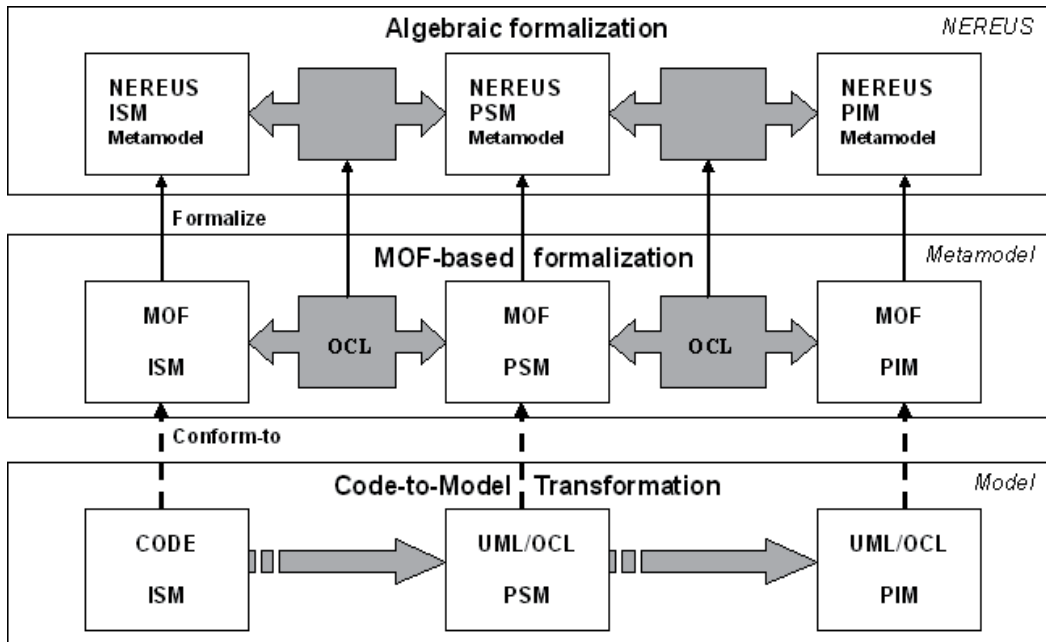 Algebraic formalization
NEREUS
NEREUS
ISM
Metamodel
NEREUS
PSM
Metamodel
NEREUS
PIM
Metamodel
Formalize
MOF-based formalization
Metamodel
MOF
ISM
OCL
MOF
PSM
OCL
MOF
PIM
Conform-to
Code-to-Model Transformation
Model
CODE
ISM
UML/OCL
PSM
UML/OCL
PIM